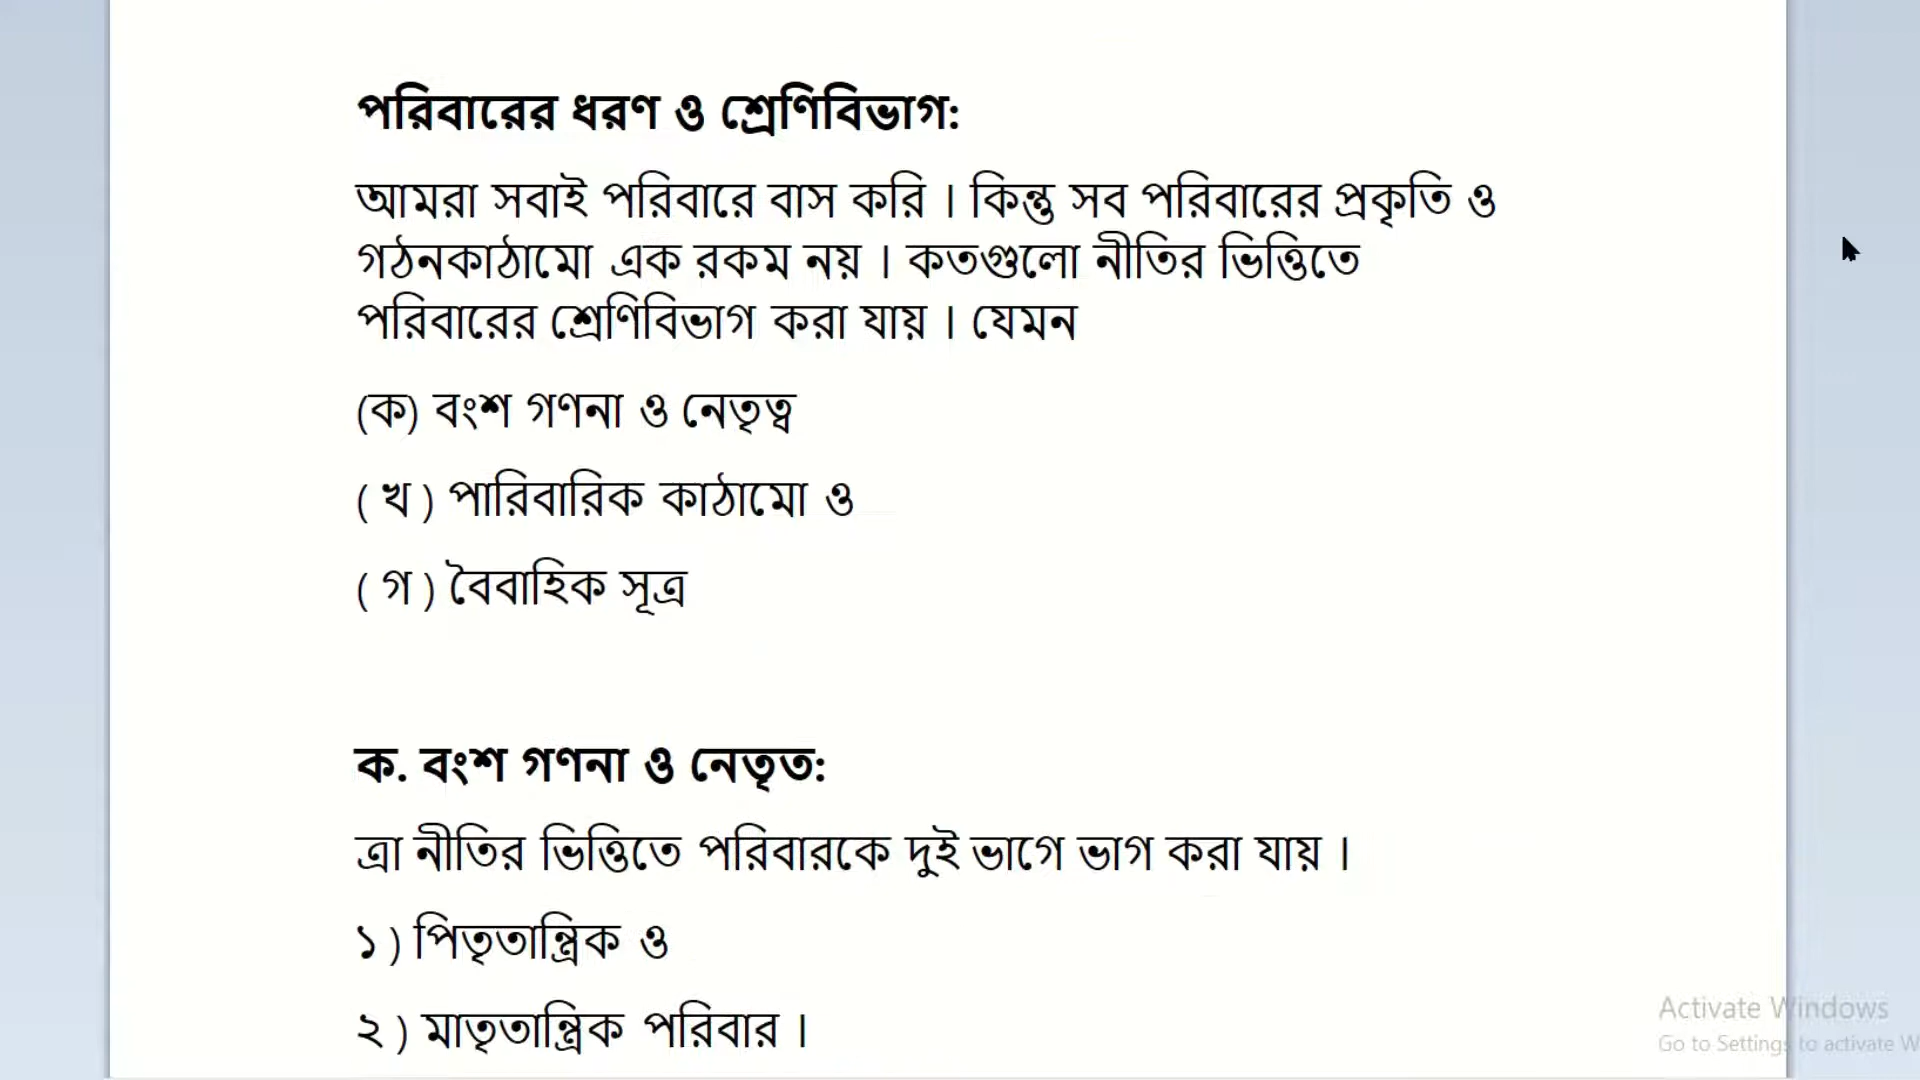 পরিবারের ধরণ ও শ্রেণিবিভাগ:
আমরা সবাই পরিবারে বাস করি । কিন্তু সব পরিবারের প্রকৃতি ও
গঠনকাঠামো এক রকম নয় । কতগুলো নীতির ভিত্তিতে
পরিবারের শ্রেণিবিভাগ করা যায় । যেমন
(ক) বংশ গণনা ও নেতৃত্ব
( খ ) পারিবারিক কাঠামো ও
( গ ) বৈবাহিক সূত্র
ক. বংশ গণনা ও নেতৃত:
ত্রা নীতির ভিত্তিতে পরিবারকে দুই ভাগে ভাগ করা যায় ।
১ ) পিতৃতান্ত্রিক ও
২ ) মাতৃতান্ত্রিক পরিবার ।
Activate Windows
Go to Settings to activate W